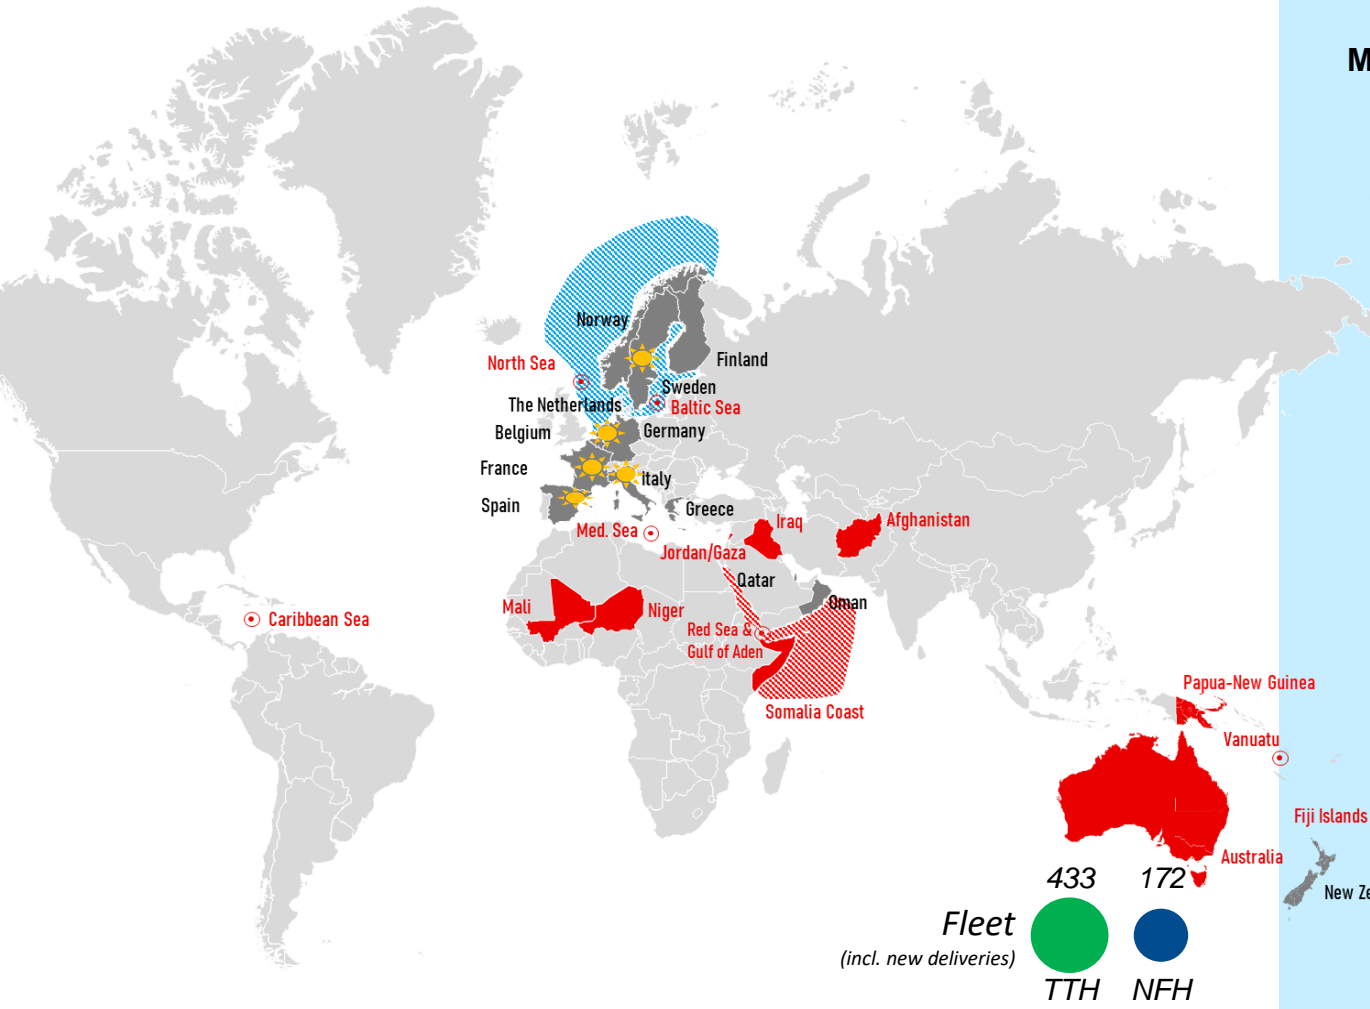 M
Norway
North Sea
Finland
Sweden
The Netherlands
Baltic Sea
Belgium
Germany
France
Italy
Spain
Greece
Med. Sea
Iraq
Afghanistan
Jordan/Gaza
Qatar
Oman
Mali
Niger
Caribbean Sea
Red Sea &
Gulf of Aden
Somalia Coast
Papua-New Guinea
Vanuatu
Fiji Islands
Australia
New Ze
433
172
Fleet
(incl. new deliveries)
TTH
NFH